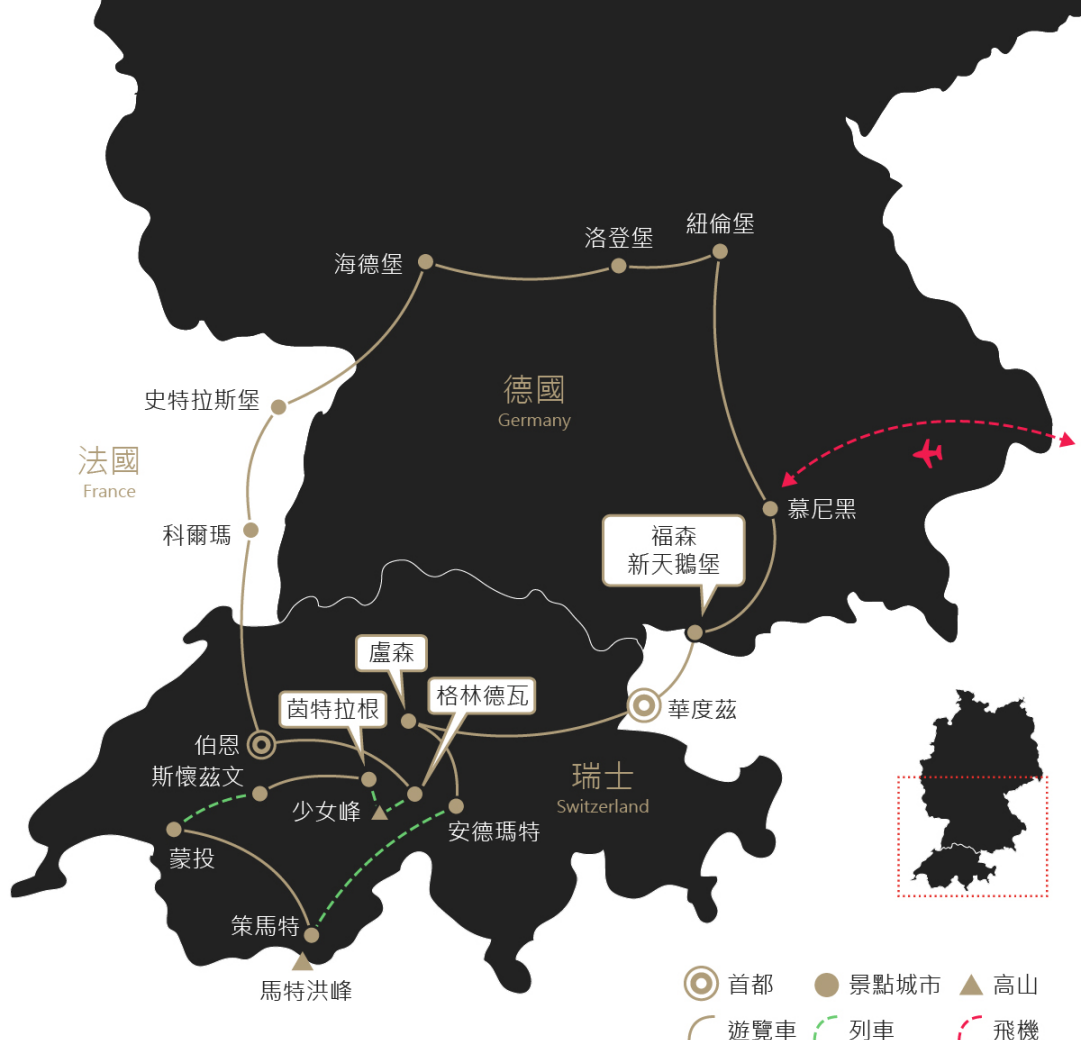 紐倫堡
洛登堡
海德堡
德國
Germany
史特拉斯堡
法國
France
慕尼黑
科爾瑪
福森
新天鵝堡
盧森
格林德瓦
茵特拉根
華度茲
伯恩
斯懷茲文
瑞士
Switzerland
少女峰
安德瑪特
蒙投
策馬特
馬特洪峰
首都
景點城市
高山
遊覽車
列車
飛機